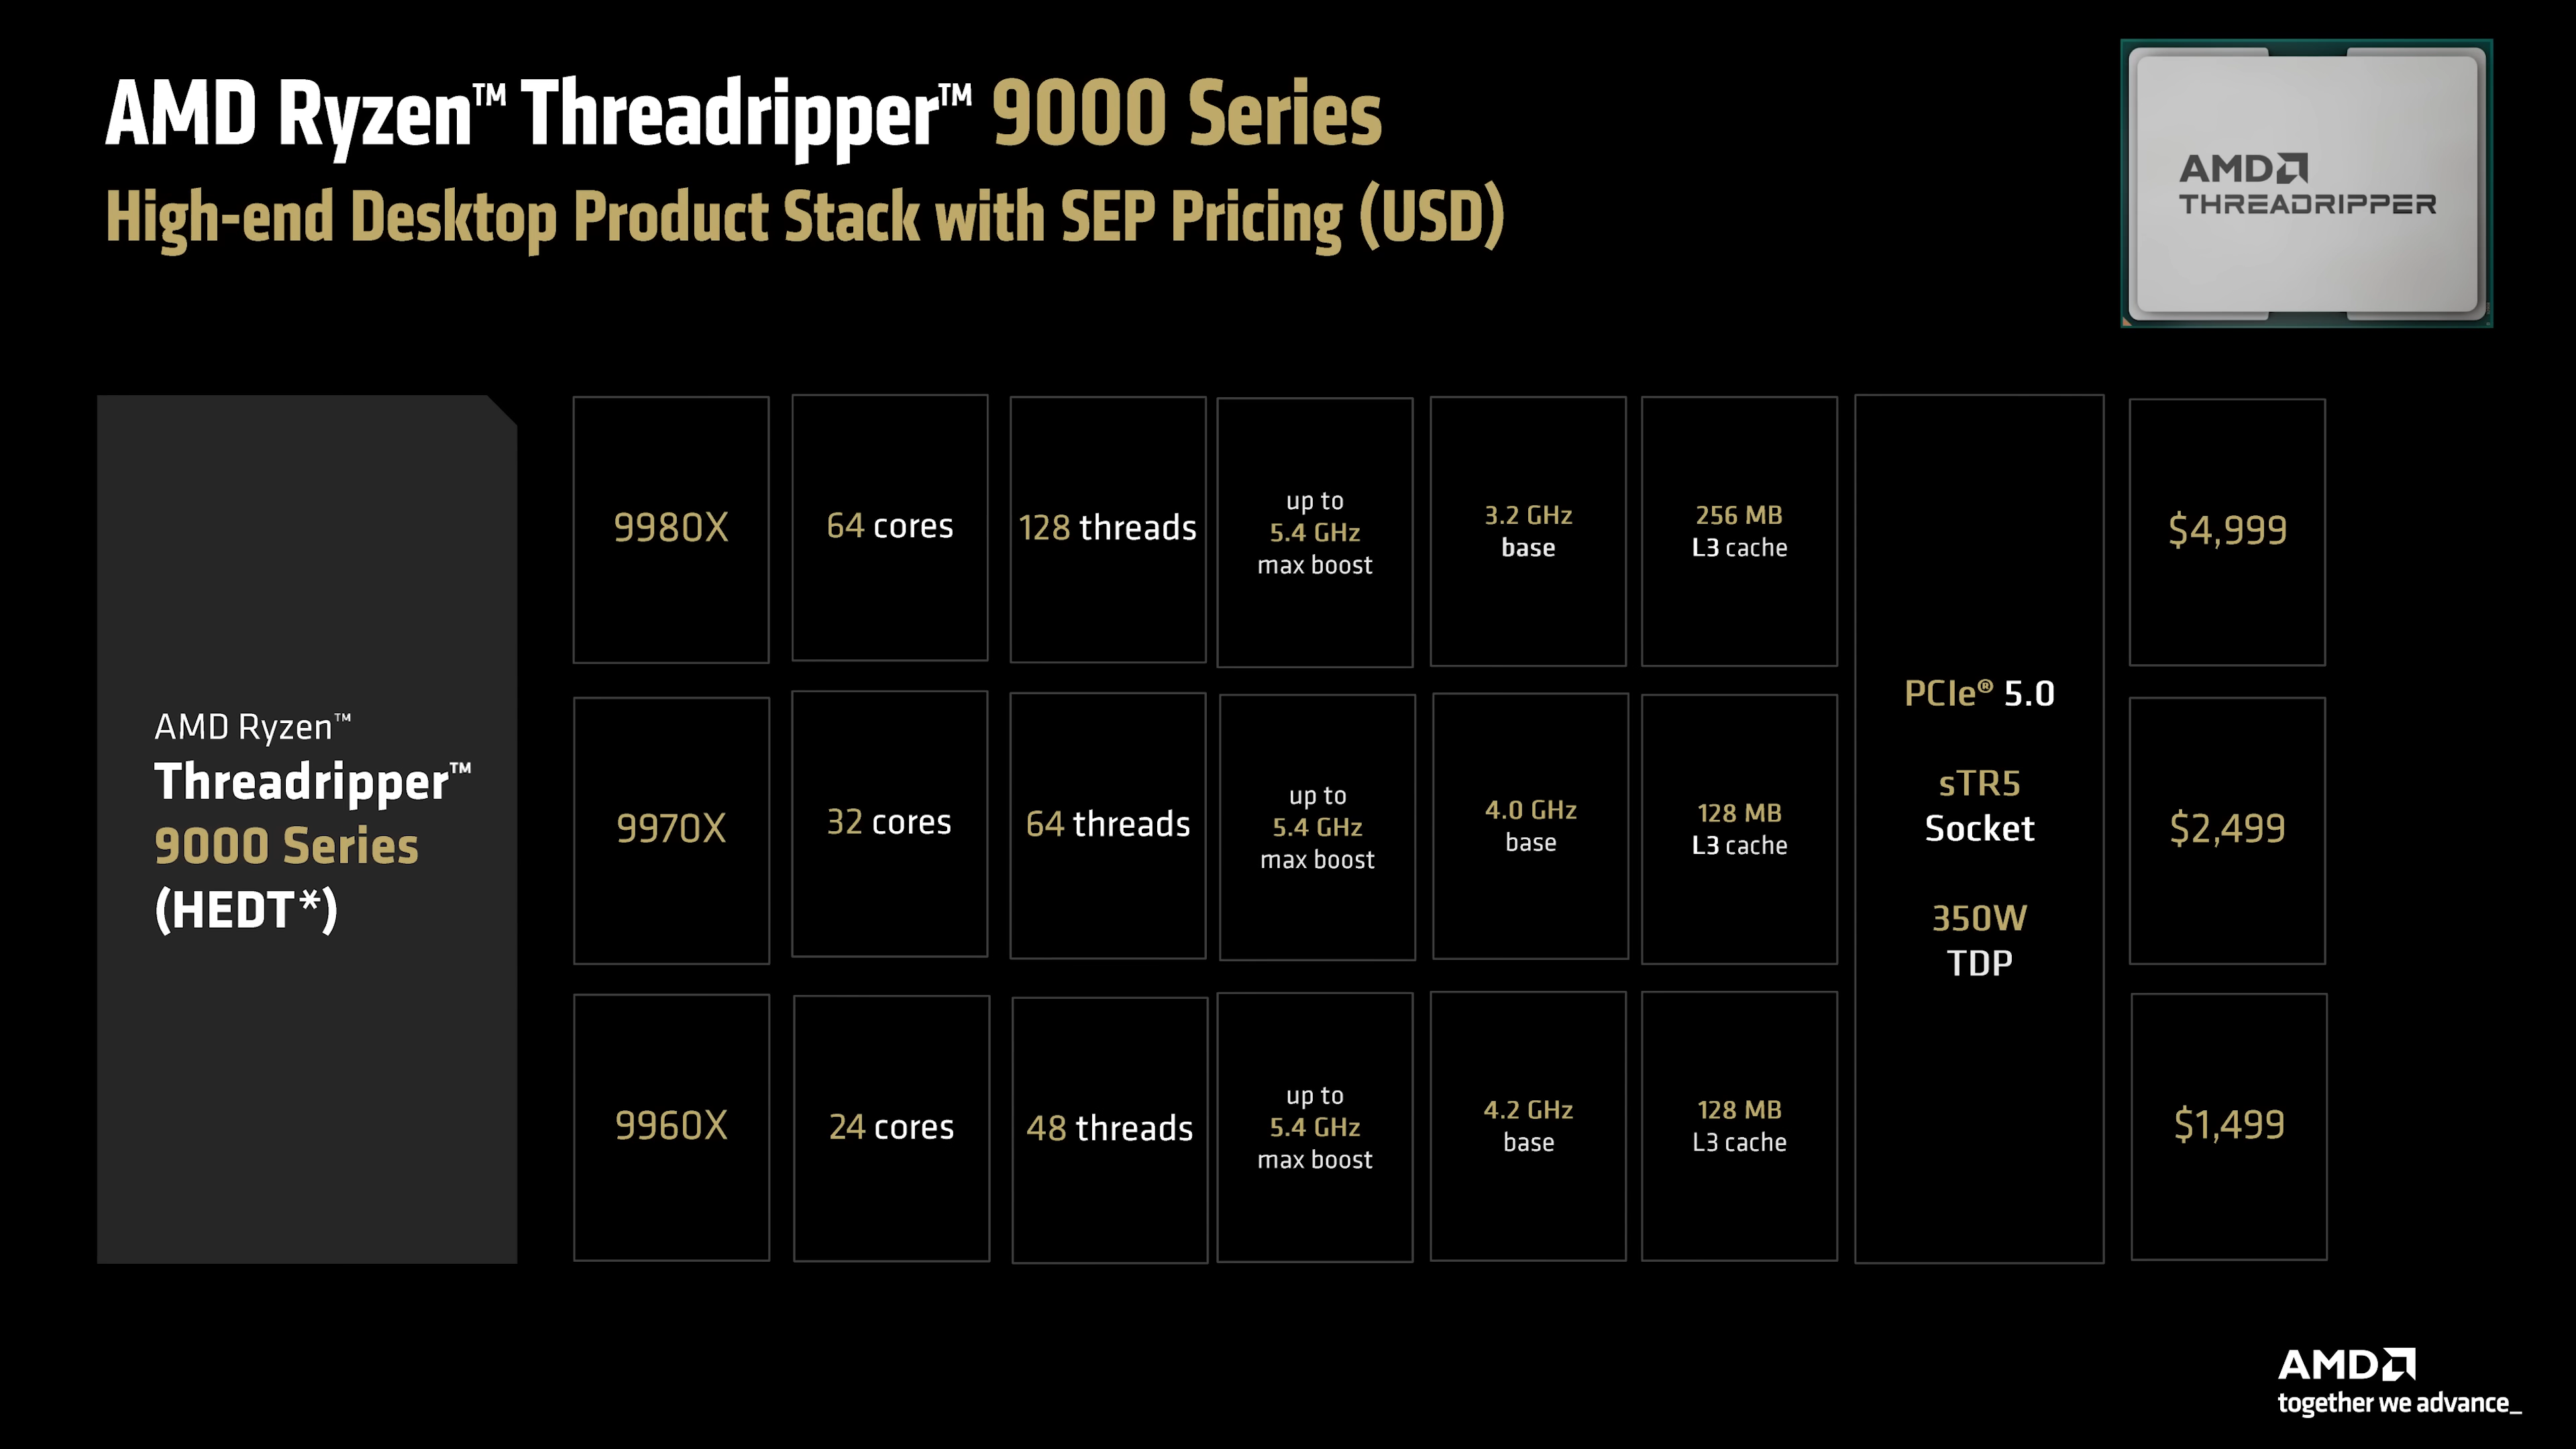 AMD Ryzen™ Threadripper™ 9000 Series
High-end Desktop Product Stack with SEP Pricing (USD)
AMD
THREADRIPPER
AMD Ryzen™
Threadripper™
9000 Series
(HEDT*)
9980X
64 cores
128 threads
up to
5.4 GHz
max boost
3.2 GHz
base
256 MB
L3 cache
$4,999
9970X
32 cores
64 threads
up to
5.4 GHz
max boost
4.0 GHz
base
128 MB
L3 cache
$2,499
9960X
24 cores
48 threads
up to
5.4 GHz
max boost
4.2 GHz
base
128 MB
L3 cache
$1,499
PCIe® 5.0
sTR5
Socket
350W
TDP
AMD
together we advance_